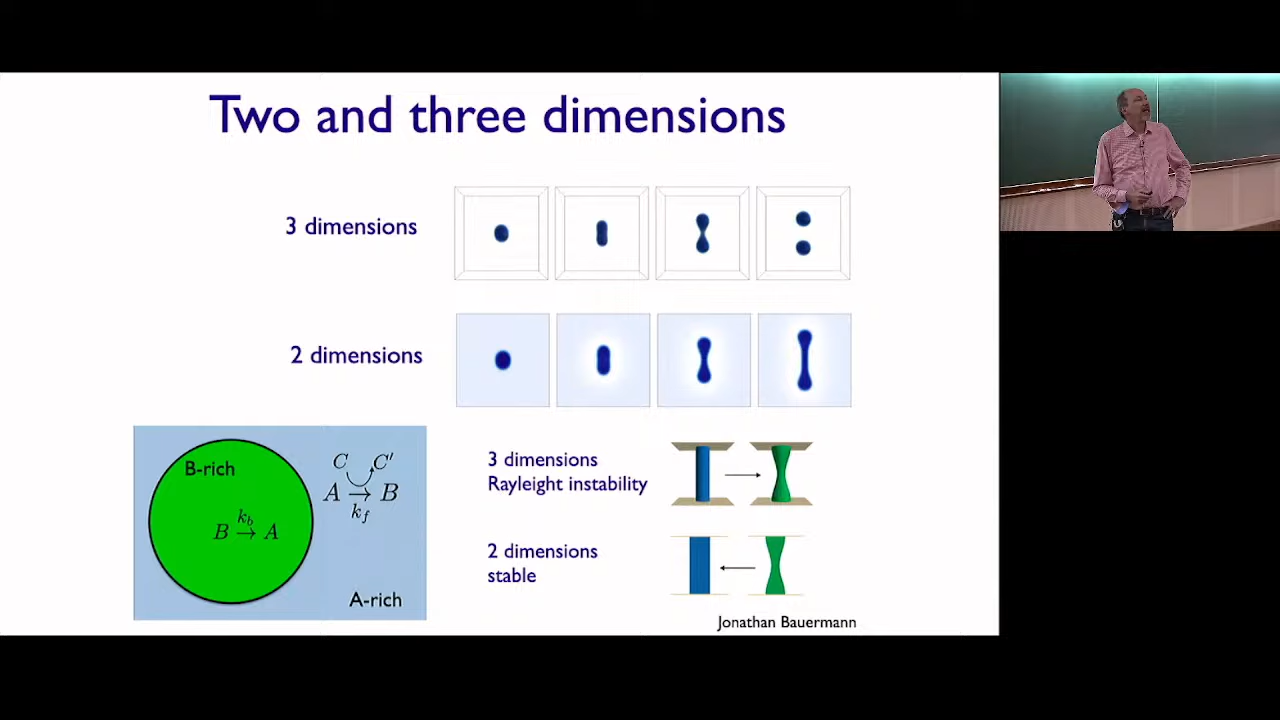 Two and three dimensions
3 dimensions
2 dimensions
B-rich
B → A
k_b
C C′
A → B
k_f
A-rich
3 dimensions
Rayleight instability
2 dimensions
stable
Jonathan Bauermann